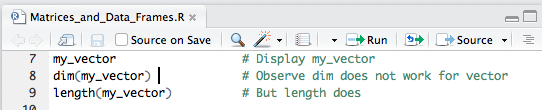 Matrices_and_Data_Frames.R ×
Source on Save Run Source
7 my_vector # Display my_vector
8 dim(my_vector) # Observe dim does not work for vector
9 length(my_vector) # But length does
10